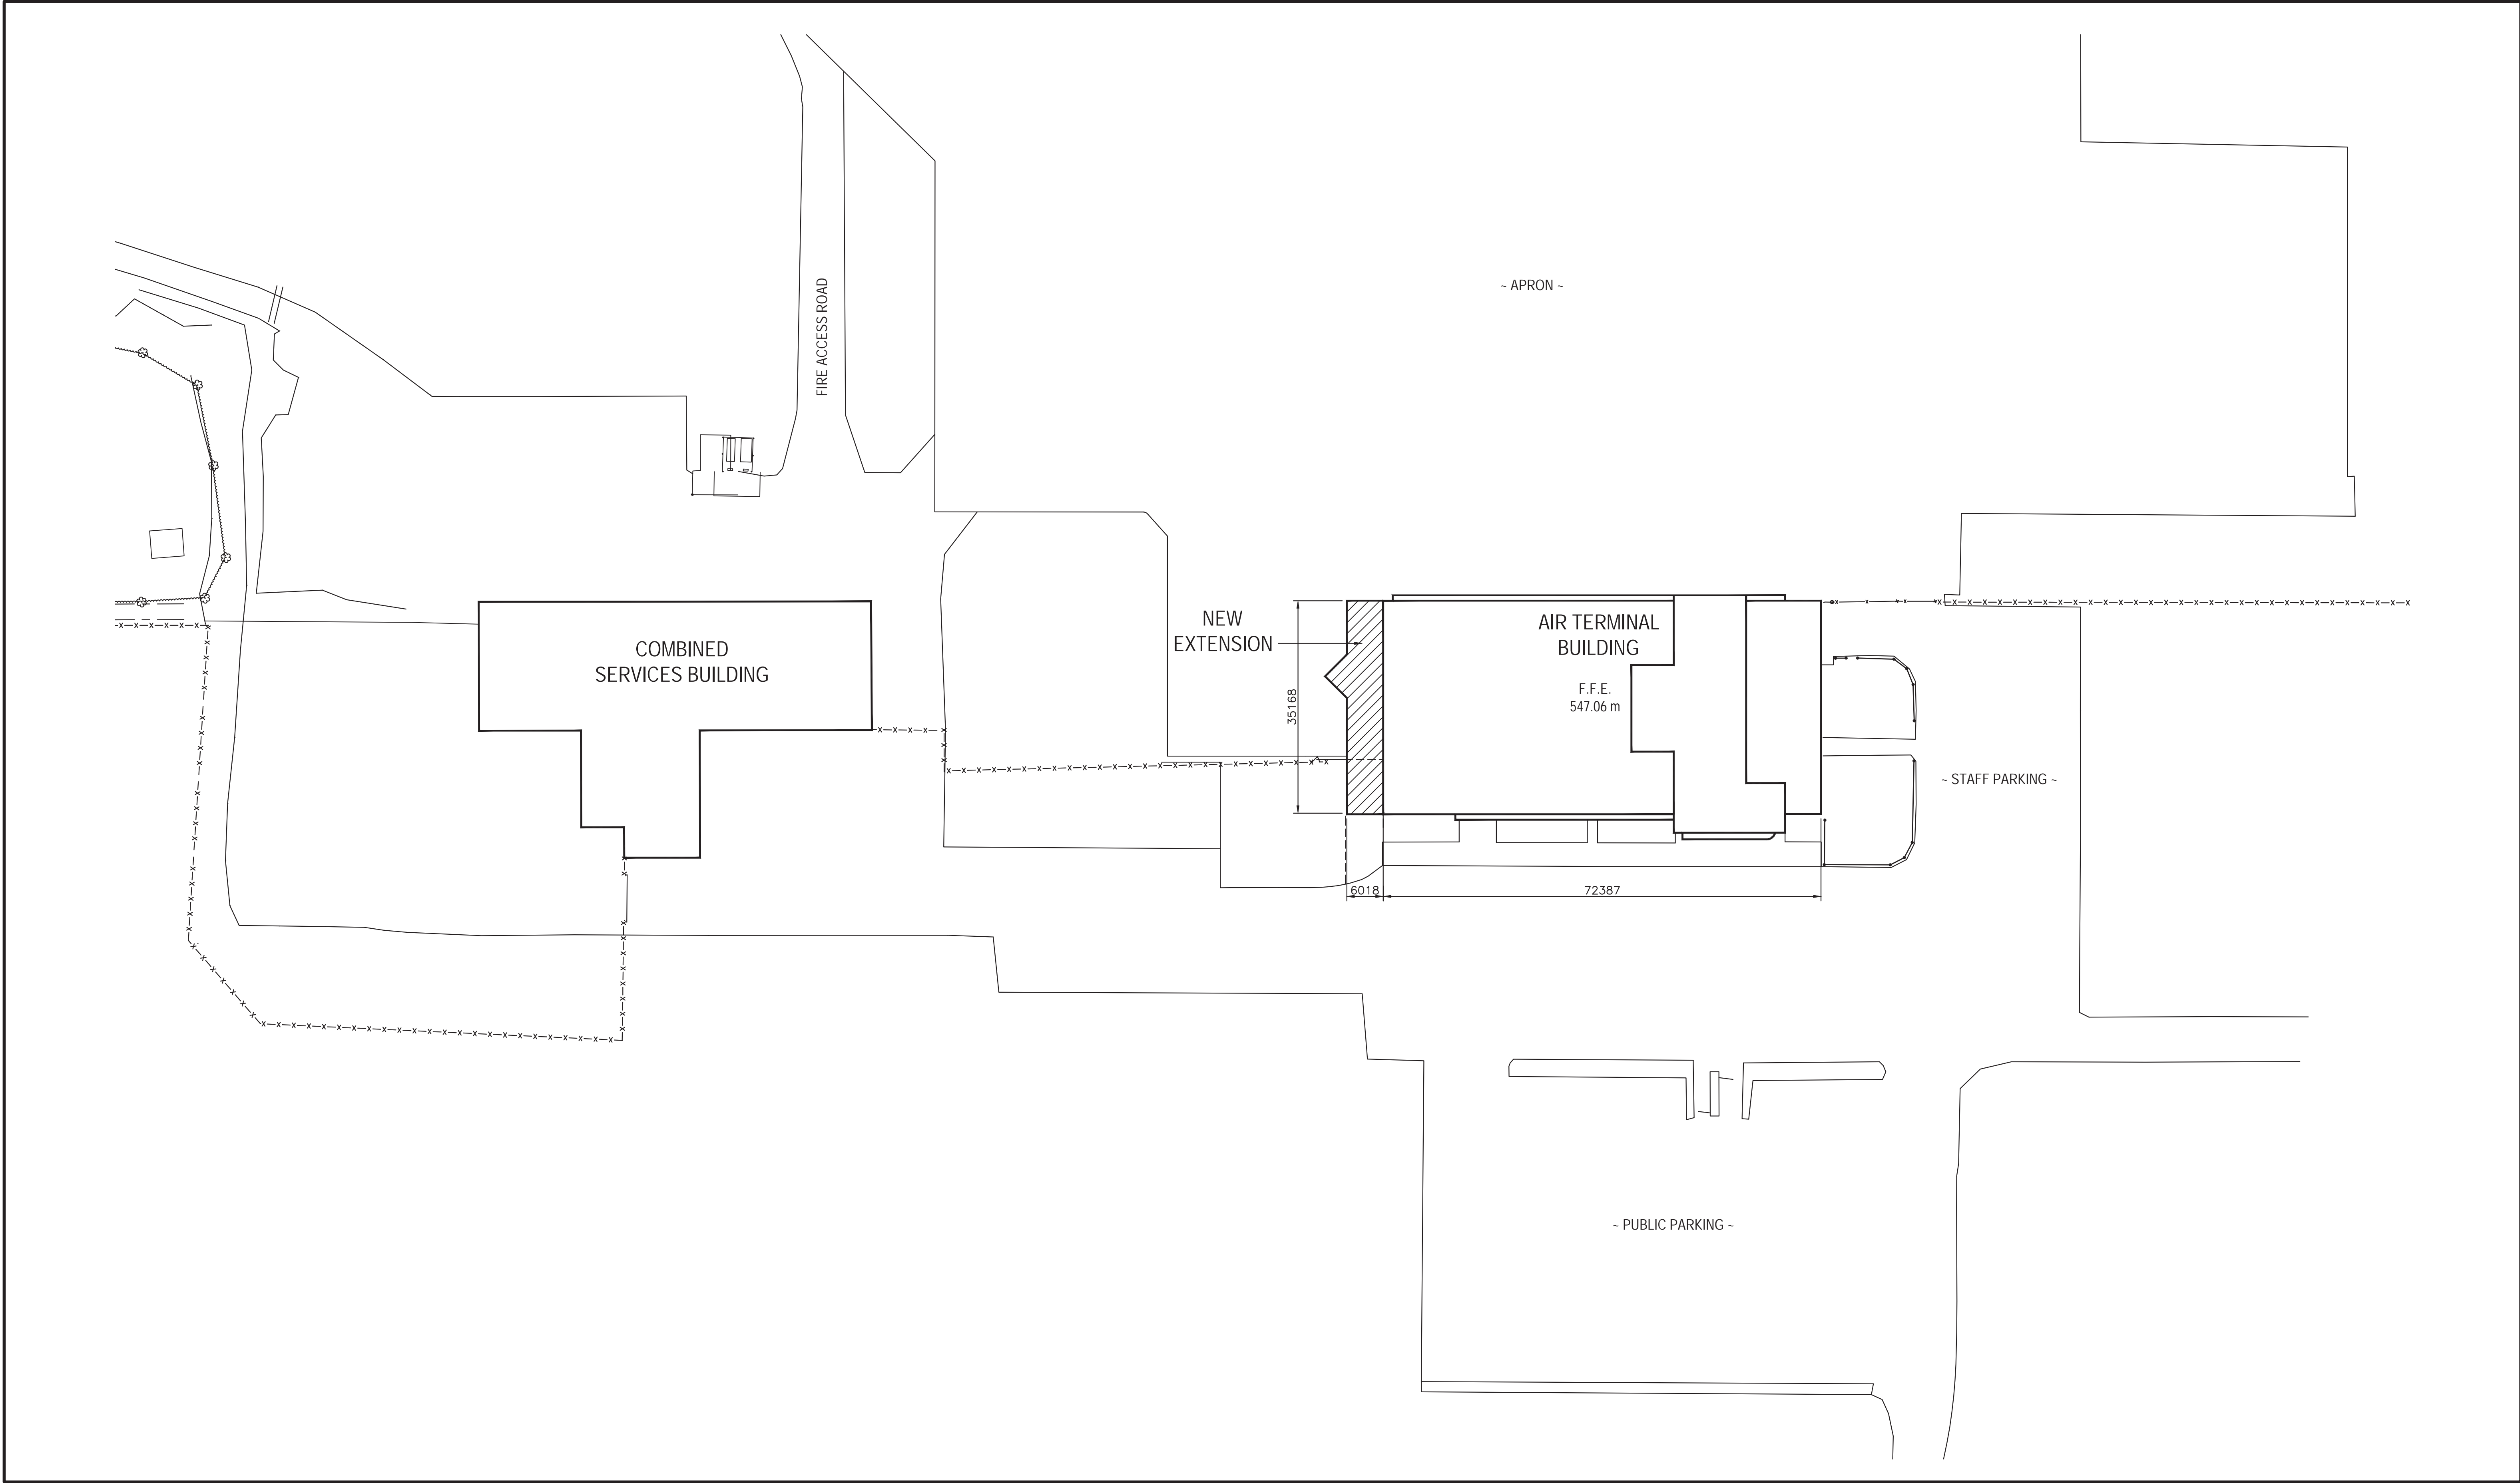 ~ APRON ~
FIRE ACCESS ROAD
NEW
EXTENSION
AIR TERMINAL
BUILDING
COMBINED
SERVICES BUILDING
F.F.E.
547.06 m
35168
~ STAFF PARKING ~
6018
72387
~ PUBLIC PARKING ~